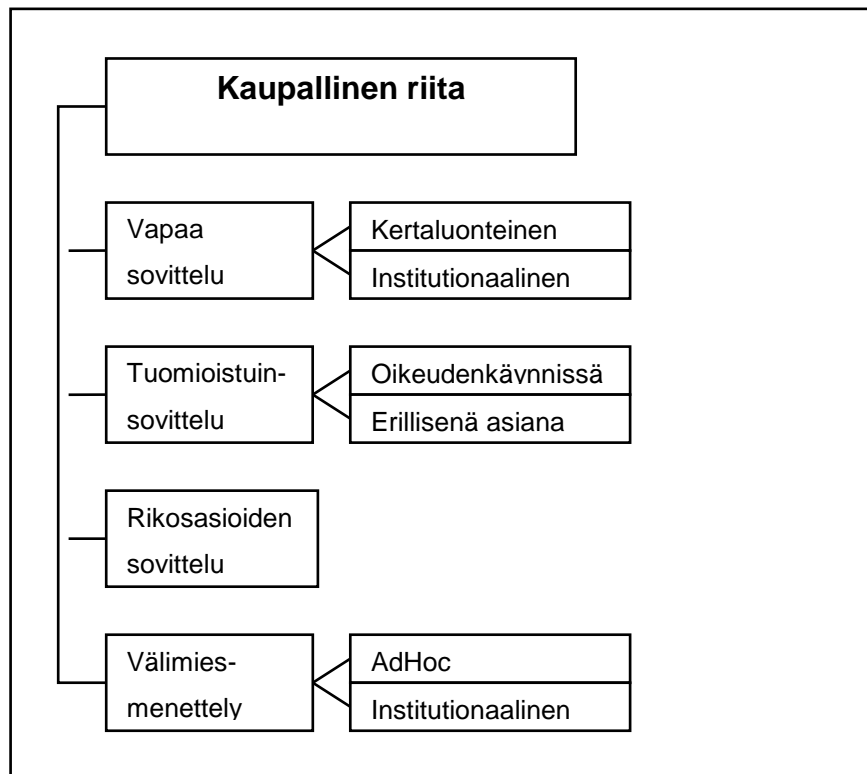 Kaupallinen riita
Vapaa
sovittelu
Kertaluonteinen
Institutionaalinen
Tuomioistuin-
sovittelu
Oikeudenkäynnissä
Erillisenä asiana
Rikosasioiden
sovittelu
Välimies-
menettely
AdHoc
Institutionaalinen